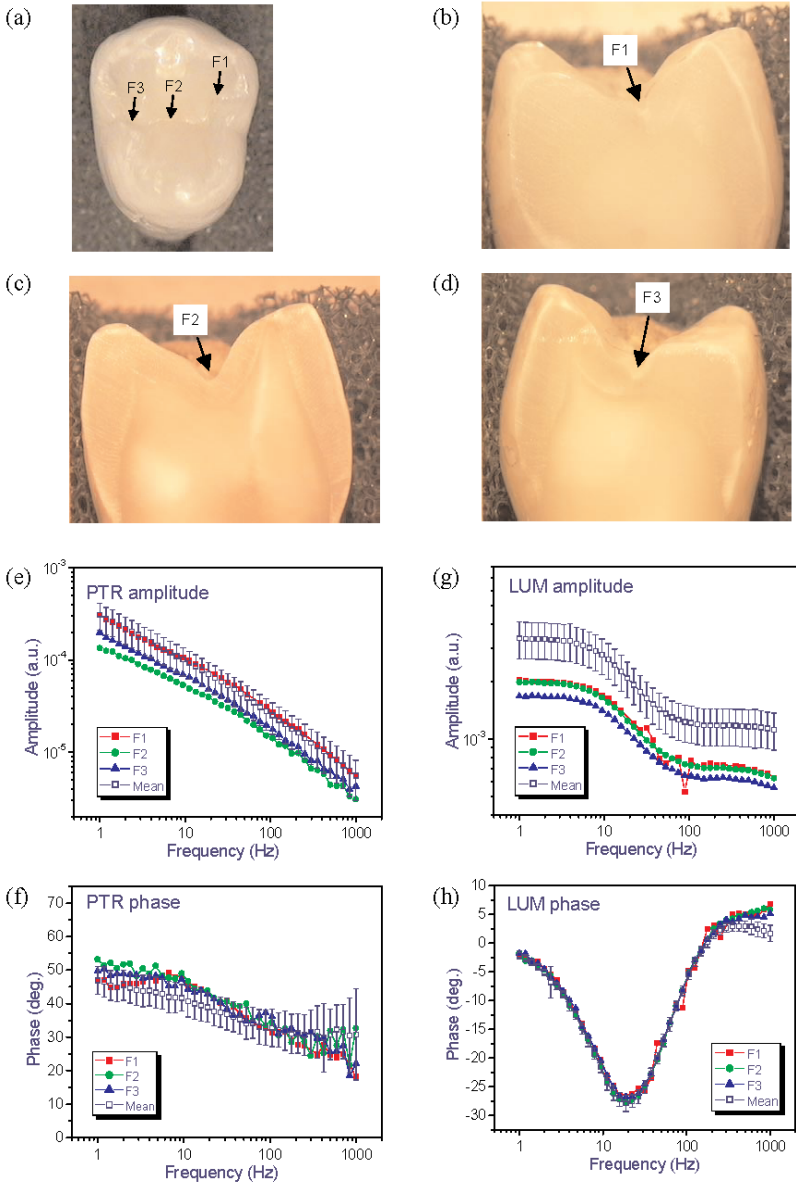 (a)
F1
F3
F2
(b)
F1
(c)
F2
(d)
F3
(e)
PTR amplitude
10-3
10-4
10-5
Amplitude (a.u.)
F1
F2
F3
Mean
1 10 100 1000
Frequency (Hz)
(g)
LUM amplitude
10-3
Amplitude (a.u.)
F1
F2
F3
Mean
1 10 100 1000
Frequency (Hz)
(f)
PTR phase
70
60
50
40
30
20
10
0
Phase (deg.)
F1
F2
F3
Mean
1 10 100 1000
Frequency (Hz)
(h)
LUM phase
10
5
0
-5
-10
-15
-20
-25
-30
Phase (deg.)
F1
F2
F3
Mean
1 10 100 1000
Frequency (Hz)